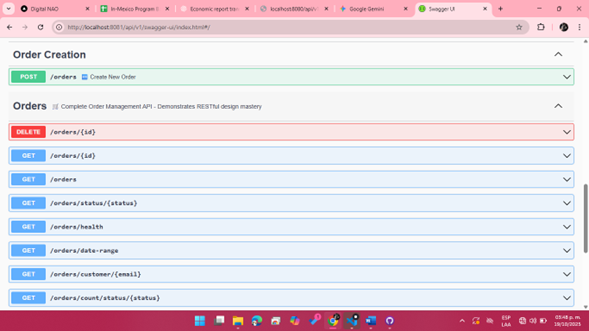 Digital NAO
In-Mexico Program S
Economic report tra
localhost:8080/api/v
Google Gemini
Swagger UI
http://localhost:8081/api/v1/swagger-ui/index.html#/
Order Creation
POST /orders Create New Order
Orders Complete Order Management API - Demonstrates RESTful design mastery
DELETE /orders/{id}
GET /orders/{id}
GET /orders
GET /orders/status/{status}
GET /orders/health
GET /orders/date-range
GET /orders/customer/{email}
GET /orders/count/status/{status}
ESP
LAA
03:48 p. m.
18/10/2025